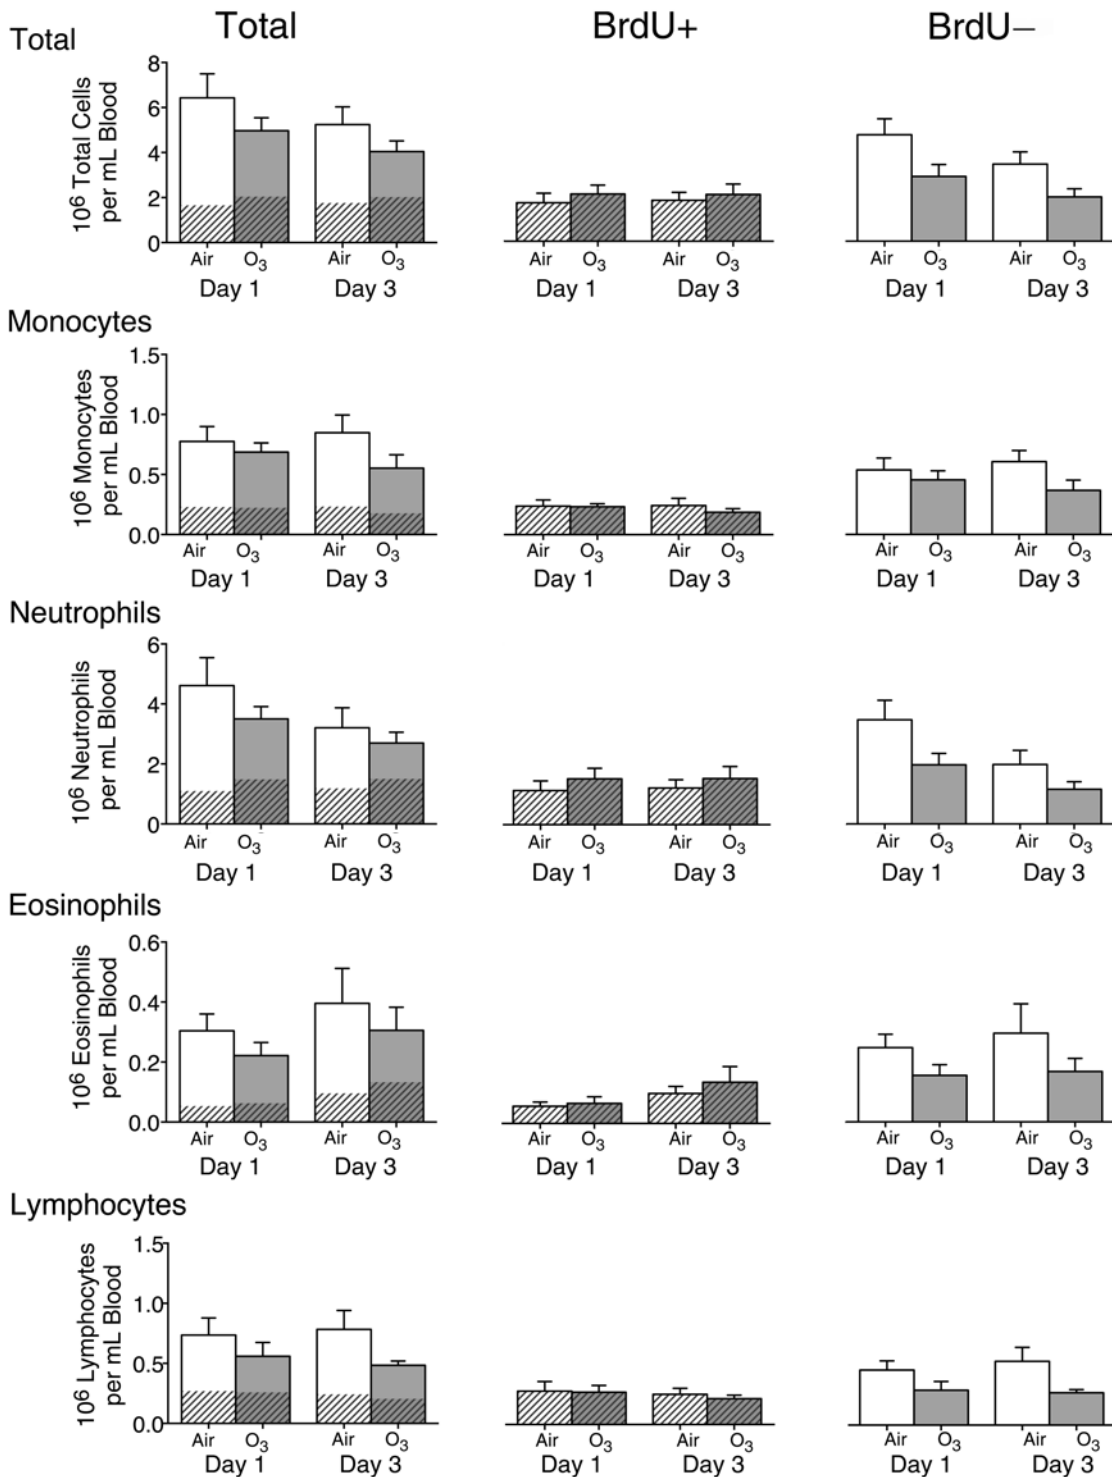 Total BrdU+ BrdU−
Total
10⁶ Total Cells
per mL Blood
8
6
4
2
0
Air O₃ Air O₃ Air O₃ Air O₃ Air O₃ Air O₃
Day 1 Day 3 Day 1 Day 3 Day 1 Day 3
Monocytes
10⁶ Monocytes
per mL Blood
1.5
1.0
0.5
0.0
Air O₃ Air O₃ Air O₃ Air O₃ Air O₃ Air O₃
Day 1 Day 3 Day 1 Day 3 Day 1 Day 3
Neutrophils
10⁶ Neutrophils
per mL Blood
6
4
2
0
Air O₃ Air O₃ Air O₃ Air O₃ Air O₃ Air O₃
Day 1 Day 3 Day 1 Day 3 Day 1 Day 3
Eosinophils
10⁶ Eosinophils
per mL Blood
0.6
0.4
0.2
0.0
Air O₃ Air O₃ Air O₃ Air O₃ Air O₃ Air O₃
Day 1 Day 3 Day 1 Day 3 Day 1 Day 3
Lymphocytes
10⁶ Lymphocytes
per mL Blood
1.5
1.0
0.5
0.0
Air O₃ Air O₃ Air O₃ Air O₃ Air O₃ Air O₃
Day 1 Day 3 Day 1 Day 3 Day 1 Day 3